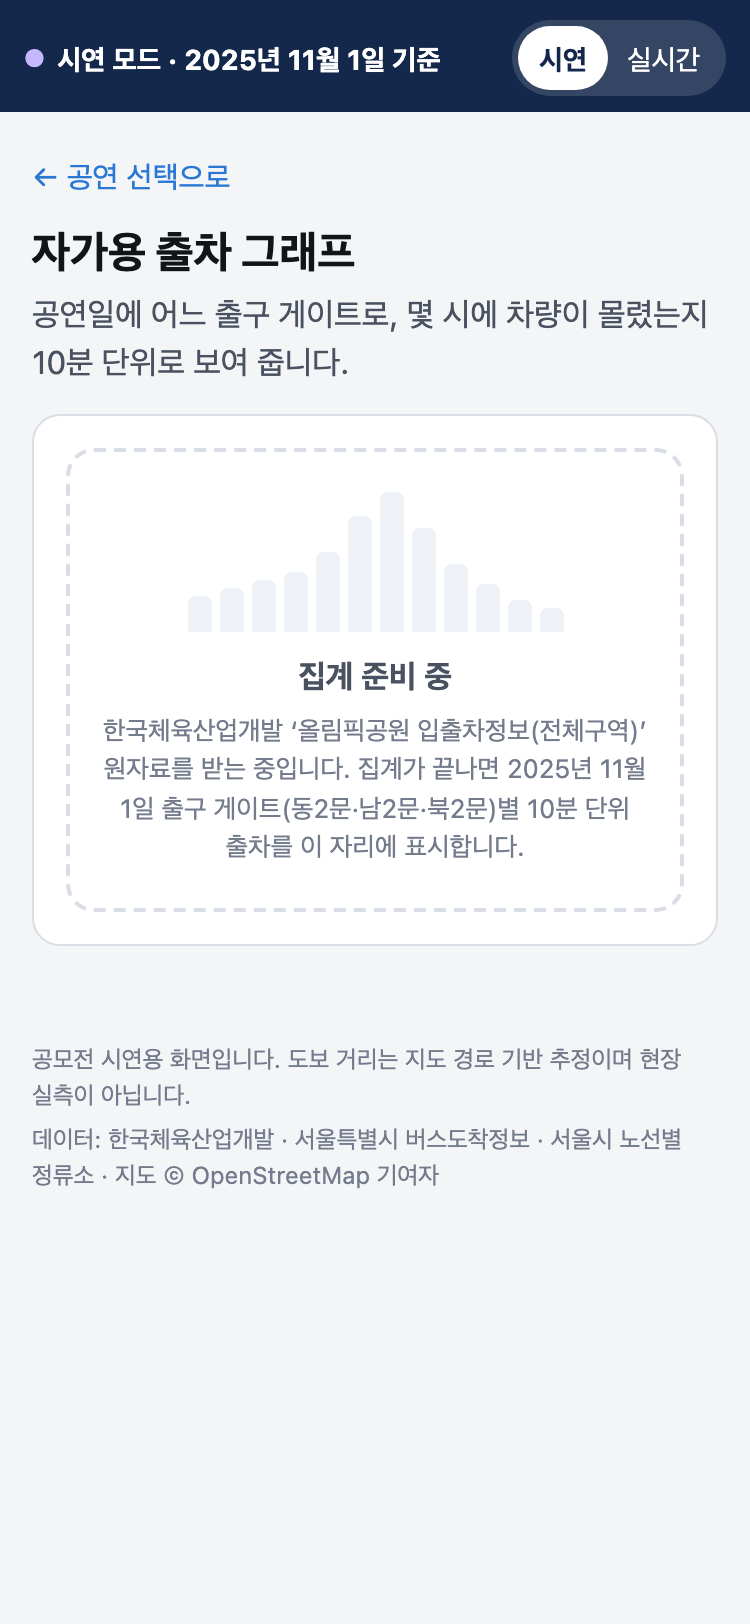 시연 모드 · 2025년 11월 1일 기준
시연
실시간
← 공연 선택으로
자가용 출차 그래프
공연일에 어느 출구 게이트로, 몇 시에 차량이 몰렸는지
10분 단위로 보여 줍니다.
집계 준비 중
한국체육산업개발 ‘올림픽공원 입출차정보(전체구역)’
원자료를 받는 중입니다. 집계가 끝나면 2025년 11월
1일 출구 게이트(동2문·남2문·북2문)별 10분 단위
출차를 이 자리에 표시합니다.
공모전 시연용 화면입니다. 도보 거리는 지도 경로 기반 추정이며 현장
실측이 아닙니다.
데이터: 한국체육산업개발 · 서울특별시 버스도착정보 · 서울시 노선별
정류소 · 지도 © OpenStreetMap 기여자